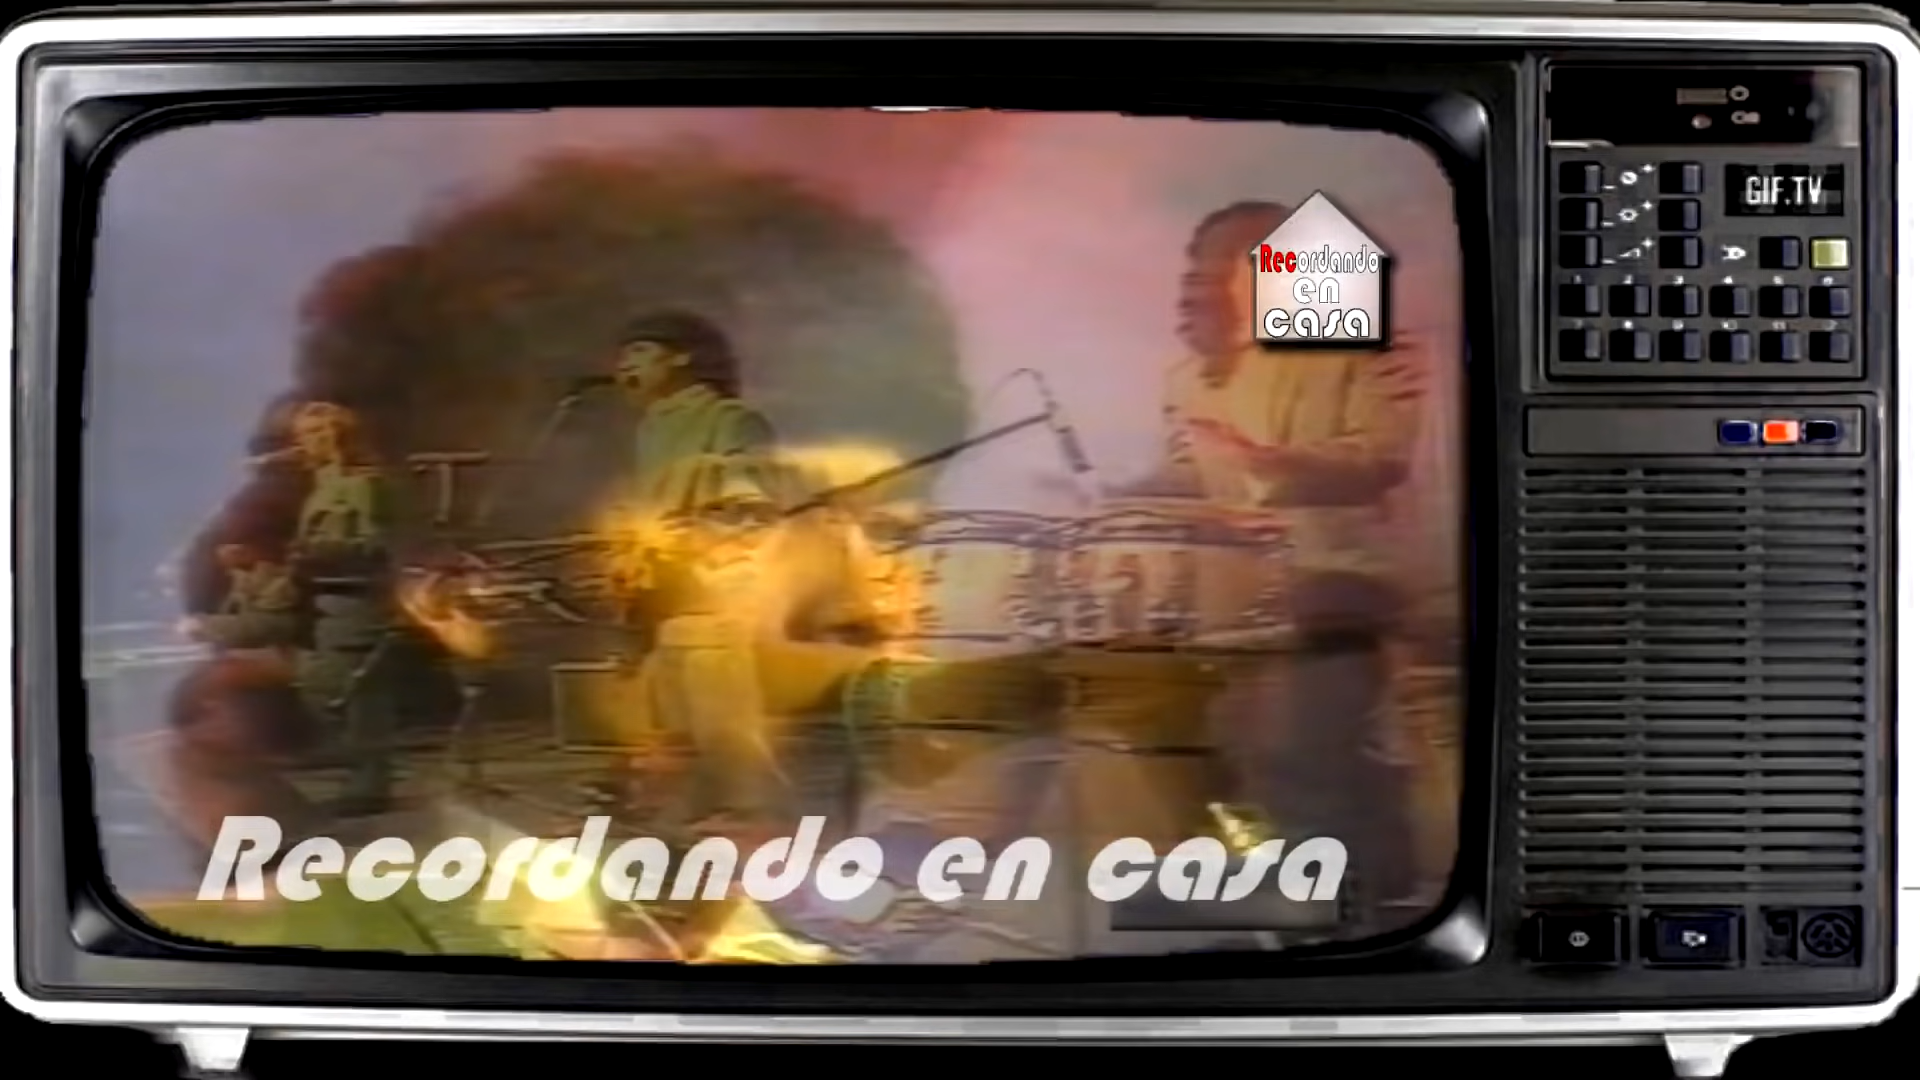 GIF.TV
Recordando
en
casa
Recordando en casa